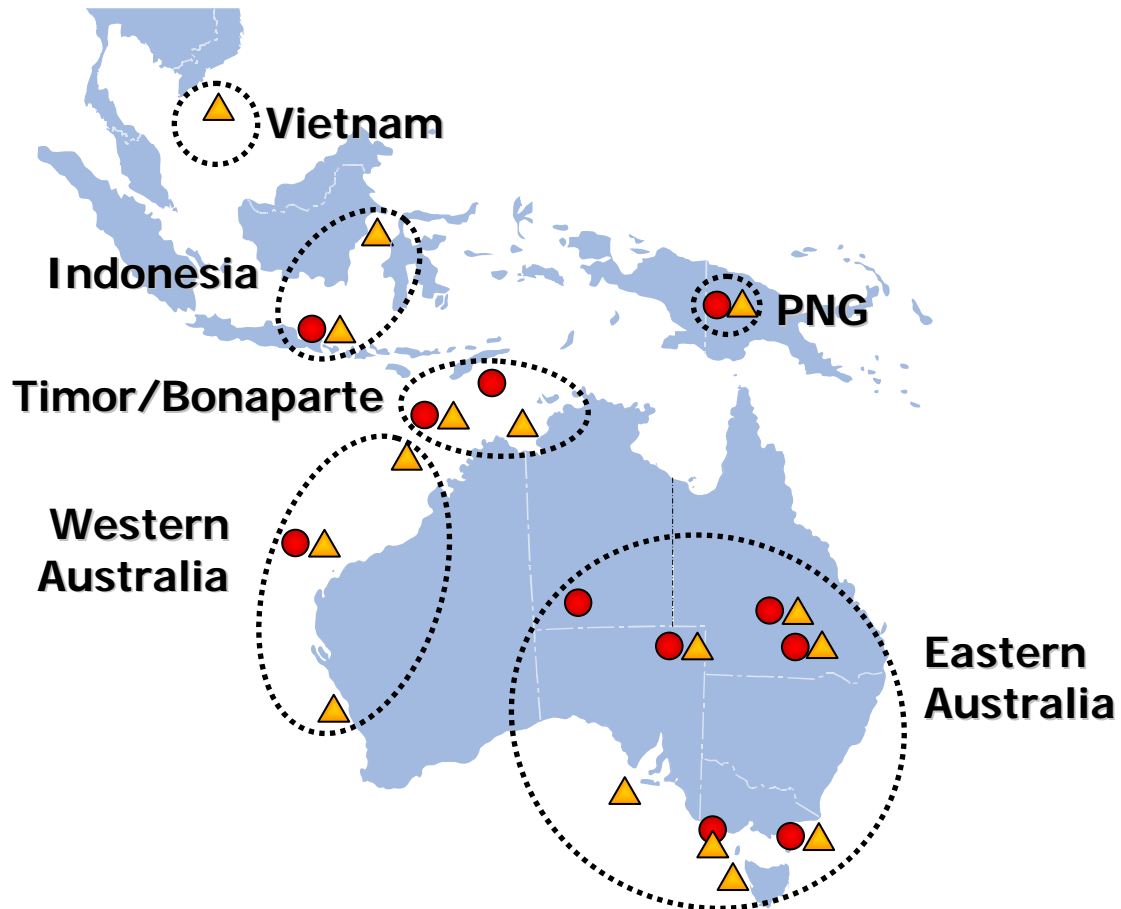 Vietnam
Indonesia
PNG
Timor/Bonaparte
Western
Australia
Eastern
Australia